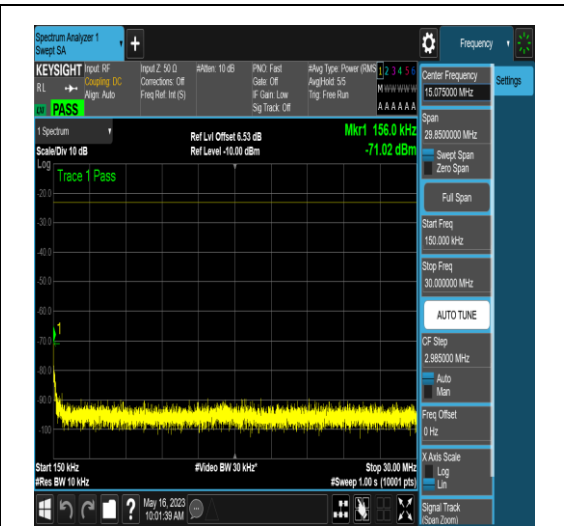 Spectrum Analyzer 1
Swept SA
Frequency
KEYSIGHT
Input: RF
Coupling: DC
Align: Auto
Input Z: 50 Ω
Corrections: Off
Freq Ref: Int (S)
#Atten: 10 dB
PNO: Fast
Gate: Off
IF Gain: Low
Sig Track: Off
#Avg Type: Power (RMS
Avg|Hold: 5/5
Trig: Free Run
1 2 3 4 5 6
M W W W W W
A A A A A A
RL
PASS
Center Frequency
15.075000 MHz
Settings
Span
29.8500000 MHz
Swept Span
Zero Span
Full Span
Start Freq
150.000 kHz
Stop Freq
30.000000 MHz
AUTO TUNE
CF Step
2.985000 MHz
Auto
Man
Freq Offset
0 Hz
X Axis Scale
Log
Lin
Signal Track
(Span Zoom)
1 Spectrum
Scale/Div 10 dB
Ref Lvl Offset 6.53 dB
Ref Level -10.00 dBm
Mkr1 156.0 kHz
-71.02 dBm
Log
Trace 1 Pass
-20.0
-30.0
-40.0
-50.0
-60.0
1
-70.0
-80.0
-90.0
-100
Start 150 kHz
#Video BW 30 kHz*
Stop 30.00 MHz
#Res BW 10 kHz
#Sweep 1.00 s (10001 pts)
May 16, 2023
10:01:39 AM